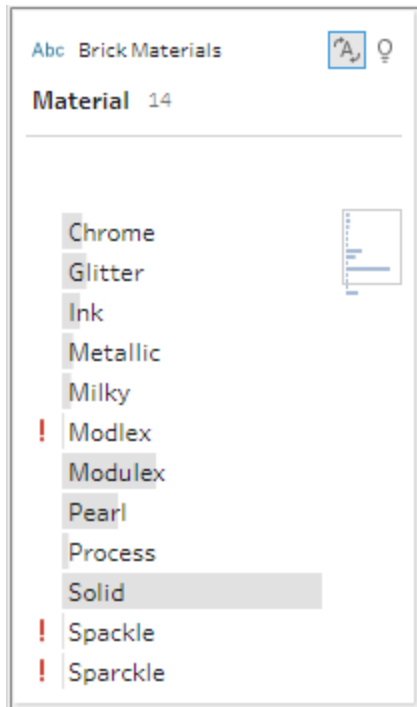 Abc Brick Materials
Material 14
Chrome
Glitter
Ink
Metallic
Milky
! Modlex
Modulex
Pearl
Process
Solid
! Spackle
! Sparckle